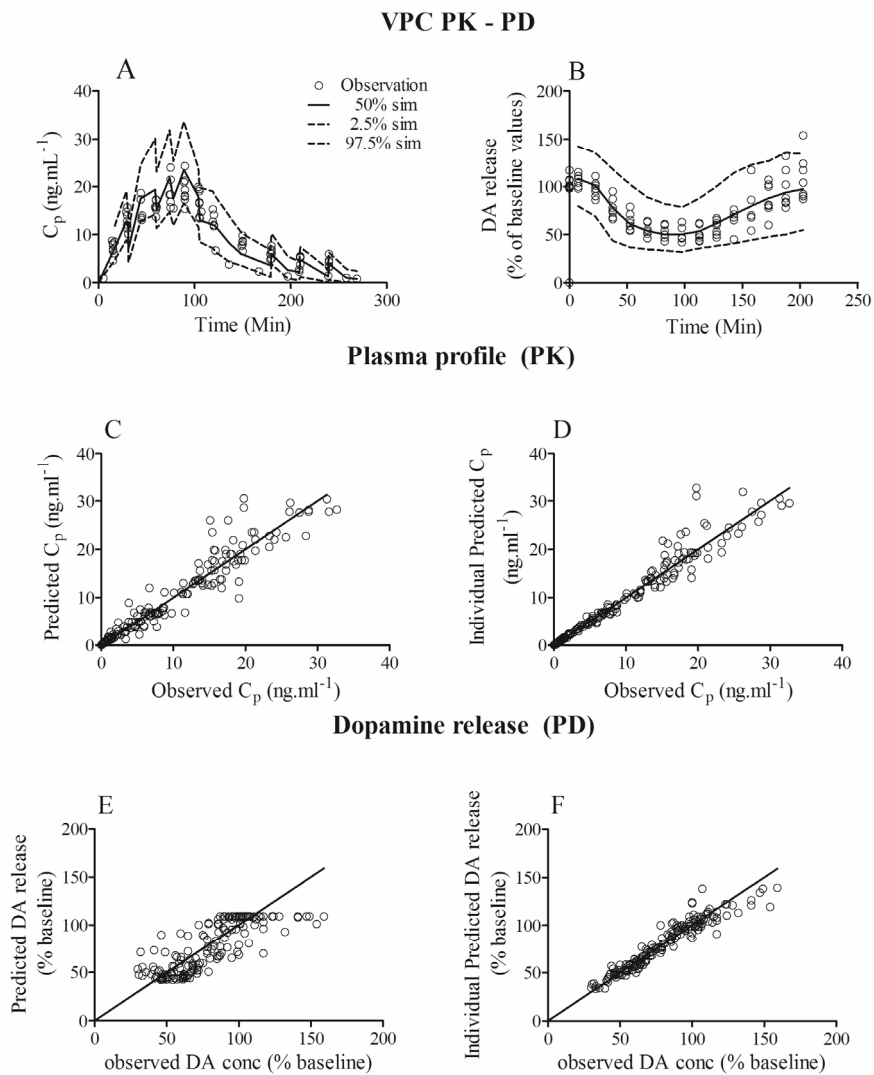 VPC PK - PD
A
Observation
50% sim
2.5% sim
97.5% sim
Cp (ng.mL-1)
40
30
20
10
0
0 100 200 300
Time (Min)
B
DA release
(% of baseline values)
200
150
100
50
0
0 50 100 150 200 250
Time (Min)
Plasma profile (PK)
C
Predicted Cp (ng.ml-1)
40
30
20
10
0
0 10 20 30 40
Observed Cp (ng.ml-1)
D
Individual Predicted Cp
(ng.ml-1)
40
30
20
10
0
0 10 20 30 40
Observed Cp (ng.ml-1)
Dopamine release (PD)
E
Predicted DA release
(% baseline)
200
150
100
50
0
0 50 100 150 200
observed DA conc (% baseline)
F
Individual Predicted DA release
(% baseline)
200
150
100
50
0
0 50 100 150 200
observed DA conc (% baseline)